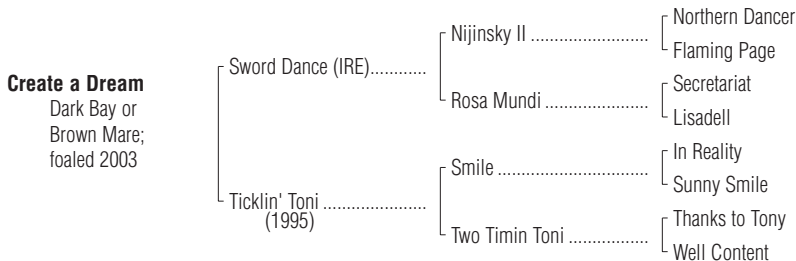 Northern Dancer
Nijinsky II ............................
Flaming Page
Sword Dance (IRE)............
Secretariat
Rosa Mundi .........................
Lisadell
Create a Dream
Dark Bay or
Brown Mare;
foaled 2003
In Reality
Smile ....................................
Sunny Smile
Ticklin' Toni .........................
(1995)
Thanks to Tony
Two Timin Toni ...................
Well Content